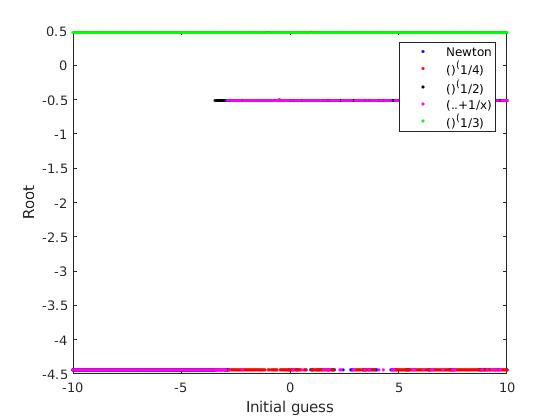 0.5
0
-0.5
-1
-1.5
-2
-2.5
-3
-3.5
-4
-4.5
Root
Newton
()(1/4)
()(1/2)
(..+1/x)
()(1/3)
-10 -5 0 5 10
Initial guess